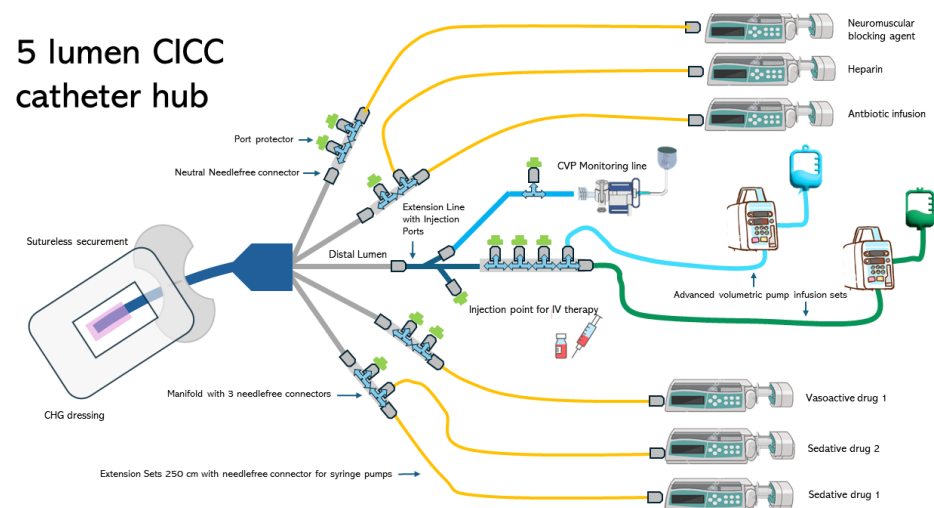 5 lumen CICC
catheter hub
Neuromuscular
blocking agent
Heparin
Antbiotic infusion
Port protector
Neutral Needlefree connector
CVP Monitoring line
Extension Line
with Injection
Ports
Sutureless securement
Distal Lumen
Advanced volumetric pump infusion sets
Injection point for IV therapy
Manifold with 3 needlefree connectors
CHG dressing
Vasoactive drug 1
Sedative drug 2
Extension Sets 250 cm with needlefree connector for syringe pumps
Sedative drug 1